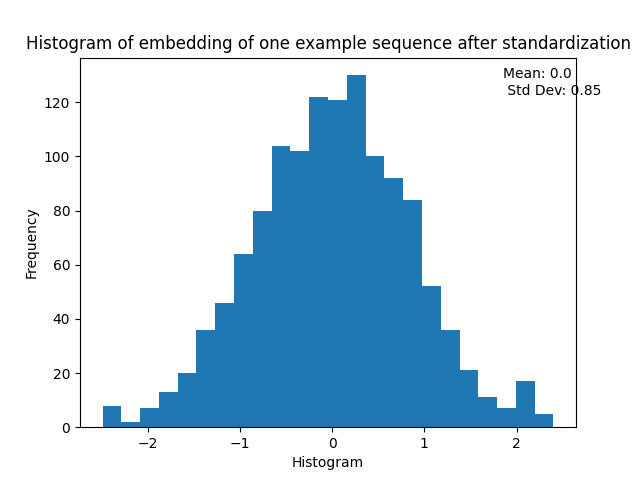 Histogram of embedding of one example sequence after standardization
Mean: 0.0
Std Dev: 0.85
120
100
80
60
40
20
0
Frequency
−2
−1
0
1
2
Histogram